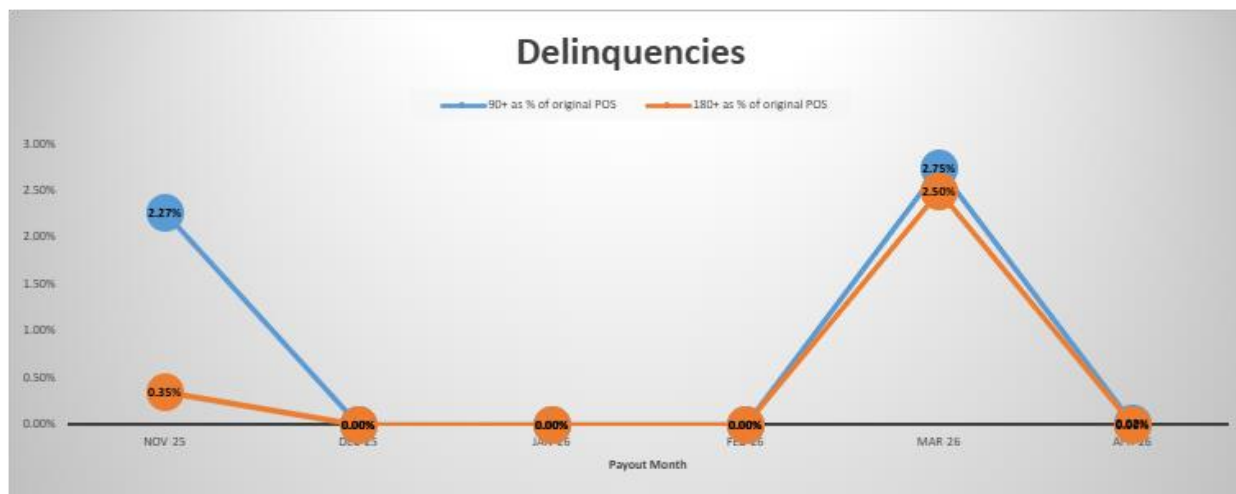 Delinquencies
90+ as % of original POS
180+ as % of original POS
3.00%
2.50%
2.00%
1.50%
1.00%
0.50%
0.00%
2.27%
0.35%
0.00%
0.00%
0.00%
2.75%
2.50%
NOV-25
MAR-26
Payout Month